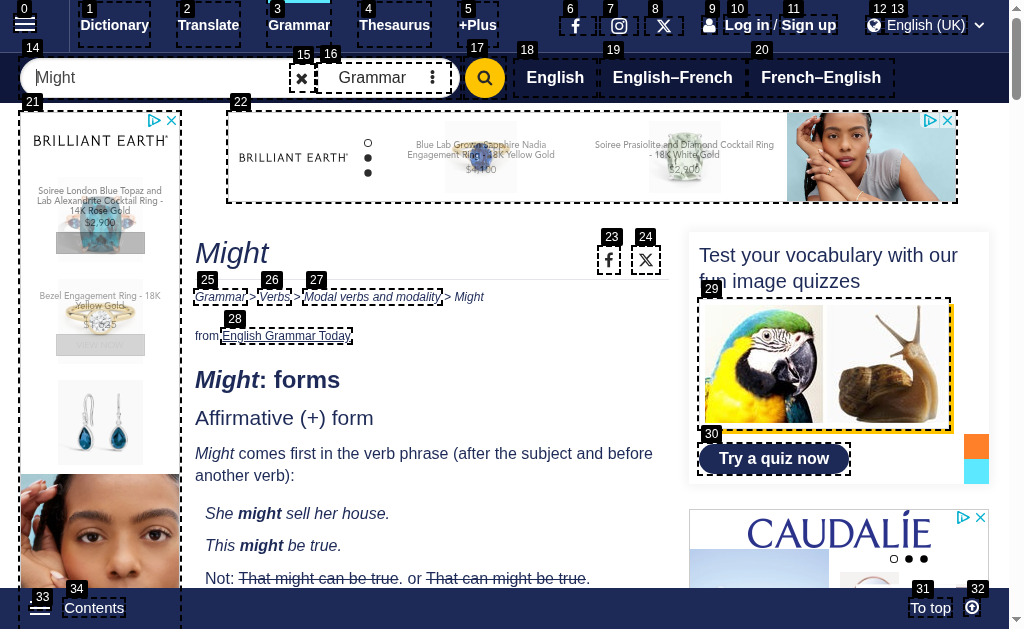 0 1 2 3 4 5 6 7 8 9 10 11 12 13
Dictionary Translate Grammar Thesaurus +Plus Log in / Sign up English (UK)
14 15 16 17 18 19 20
Might Grammar English English–French French–English
21 22
BRILLIANT EARTH
Soiree London Blue Topaz and
Lab Alexandrite Cocktail Ring -
14K Rose Gold
$2,900
Bezel Engagement Ring - 18K
Yellow Gold
BRILLIANT EARTH
Blue Lab Grown Sapphire Nadia
Engagement Ring - 18K Yellow Gold
$4,100
Soiree Prasiolite and Diamond Cocktail Ring
- 18K White Gold
$2,900
Might
23 24
25 26 27
Grammar > Verbs > Modal verbs and modality > Might
28
from English Grammar Today
Might: forms
Affirmative (+) form
Might comes first in the verb phrase (after the subject and before
another verb):
She might sell her house.
This might be true.
Not: That might can be true. or That can might be true.
Test your vocabulary with our
fun image quizzes
29
30
Try a quiz now
CAUDALÍE
33 34 31 32
Contents To top